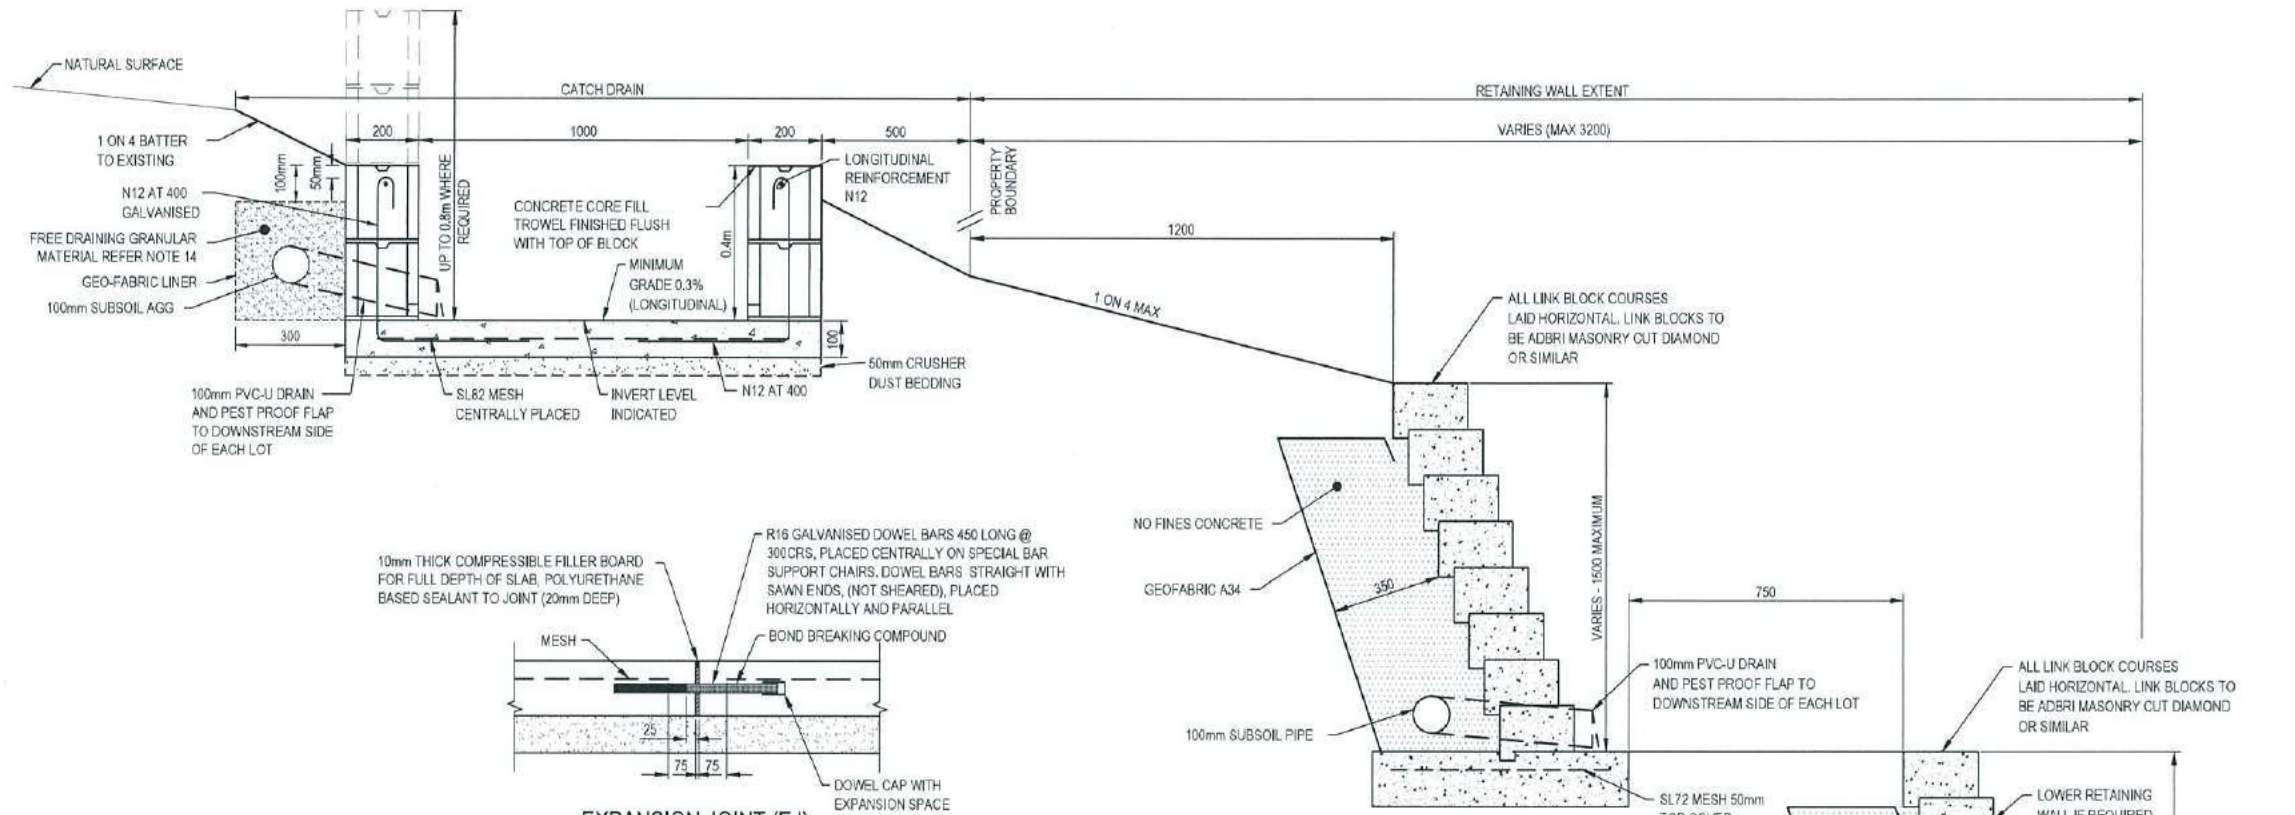 NATURAL SURFACE
CATCH DRAIN
RETAINING WALL EXTENT
1 ON 4 BATTER
TO EXISTING
200
1000
200
500
VARIES (MAX 3200)
100mm
50mm
UP TO 0.8m WHERE
REQUIRED
LONGITUDINAL
REINFORCEMENT
N12
PROPERTY
BOUNDARY
N12 AT 400
GALVANISED
CONCRETE CORE FILL
TROWEL FINISHED FLUSH
WITH TOP OF BLOCK
0.4m
1200
FREE DRAINING GRANULAR
MATERIAL REFER NOTE 14
GEO-FABRIC LINER
100mm SUBSOIL AGG
MINIMUM
GRADE 0.3%
(LONGITUDINAL)
1 ON 4 MAX
ALL LINK BLOCK COURSES
LAID HORIZONTAL. LINK BLOCKS TO
BE ADBRI MASONRY CUT DIAMOND
OR SIMILAR
300
100
50mm CRUSHER
DUST BEDDING
100mm PVC-U DRAIN
AND PEST PROOF FLAP
TO DOWNSTREAM SIDE
OF EACH LOT
SL82 MESH
CENTRALLY PLACED
INVERT LEVEL
INDICATED
N12 AT 400
NO FINES CONCRETE
GEOFABRIC A34
350
VARIES - 1500 MAXIMUM
750
10mm THICK COMPRESSIBLE FILLER BOARD
FOR FULL DEPTH OF SLAB, POLYURETHANE
BASED SEALANT TO JOINT (20mm DEEP)
R16 GALVANISED DOWEL BARS 450 LONG @
300CRS, PLACED CENTRALLY ON SPECIAL BAR
SUPPORT CHAIRS. DOWEL BARS STRAIGHT WITH
SAWN ENDS, (NOT SHEARED), PLACED
HORIZONTALLY AND PARALLEL
MESH
BOND BREAKING COMPOUND
25
75
75
DOWEL CAP WITH
EXPANSION SPACE
EXPANSION JOINT (EJ)
100mm SUBSOIL PIPE
100mm PVC-U DRAIN
AND PEST PROOF FLAP TO
DOWNSTREAM SIDE OF EACH LOT
ALL LINK BLOCK COURSES
LAID HORIZONTAL. LINK BLOCKS TO
BE ADBRI MASONRY CUT DIAMOND
OR SIMILAR
SL72 MESH 50mm
TOP COVER
LOWER RETAINING
WALL IF REQUIRED